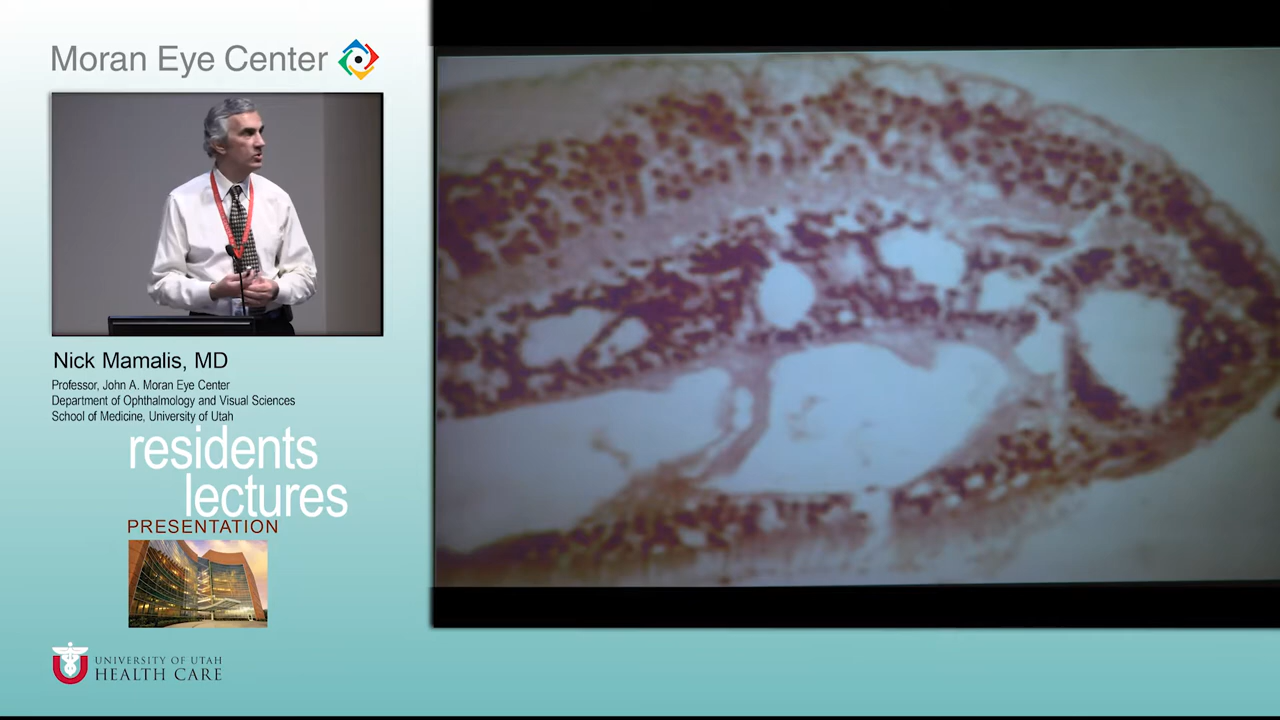 Moran Eye Center
Nick Mamalis, MD
Professor, John A. Moran Eye Center
Department of Ophthalmology and Visual Sciences
School of Medicine, University of Utah
residents
lectures
PRESENTATION
UNIVERSITY OF UTAH
HEALTH CARE